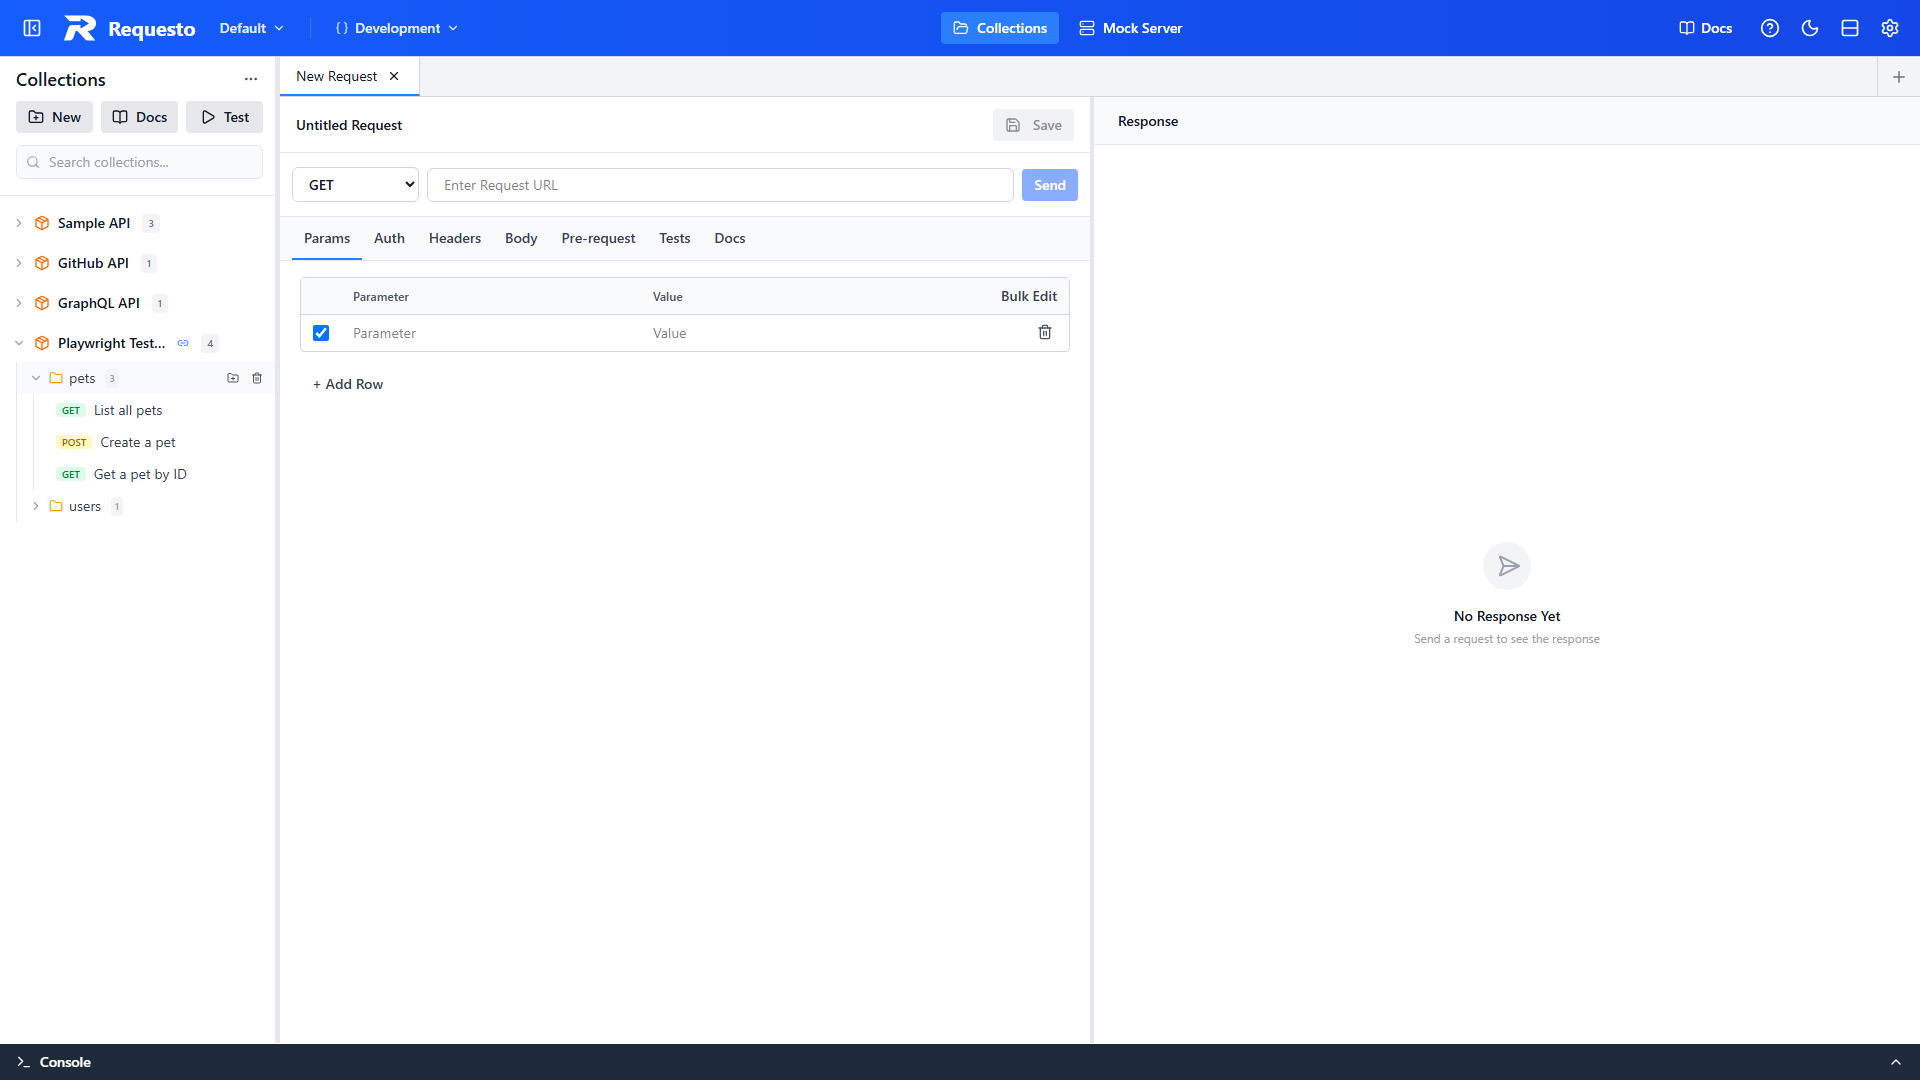 Requesto
Default
{ } Development
Collections
Mock Server
Docs
Collections
New
Docs
Test
Search collections...
Sample API 3
GitHub API 1
GraphQL API 1
Playwright Test... 4
pets 3
GET List all pets
POST Create a pet
GET Get a pet by ID
users 1
New Request
Untitled Request
Save
GET
Enter Request URL
Send
Params
Auth
Headers
Body
Pre-request
Tests
Docs
Parameter
Value
Bulk Edit
Parameter
Value
+ Add Row
Response
No Response Yet
Send a request to see the response
Console